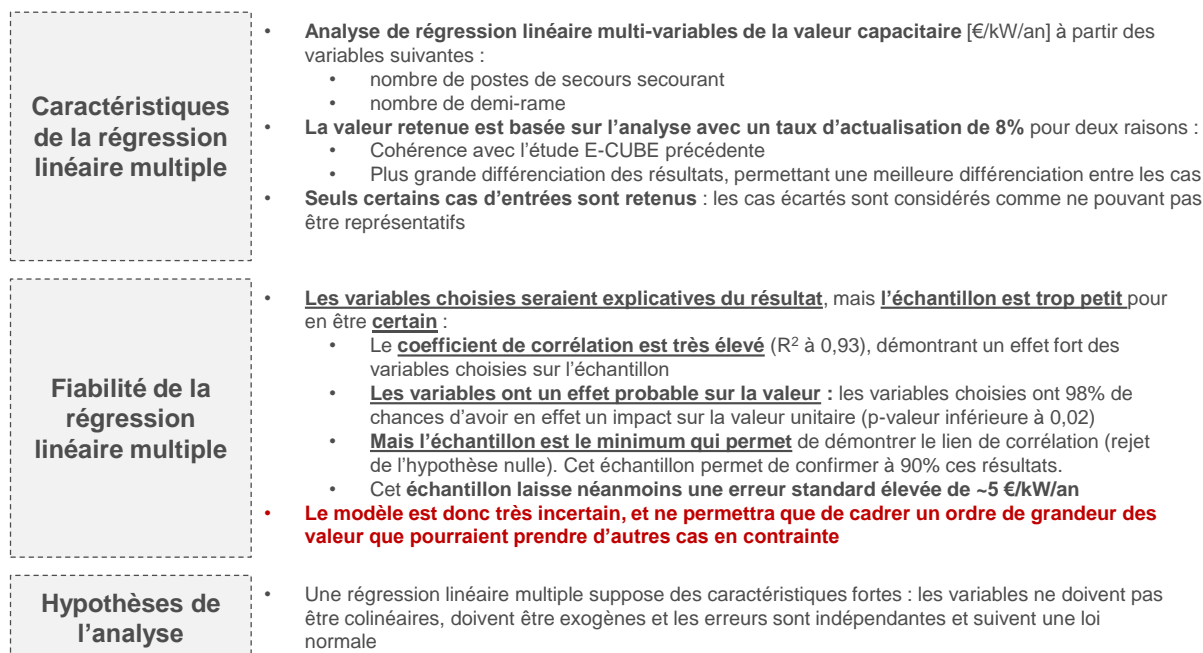 Caractéristiques
de la régression
linéaire multiple
• Analyse de régression linéaire multi-variables de la valeur capacitaire [€/kW/an] à partir des
variables suivantes :
• nombre de postes de secours secourant
• nombre de demi-rame
• La valeur retenue est basée sur l'analyse avec un taux d'actualisation de 8% pour deux raisons :
• Cohérence avec l'étude E-CUBE précédente
• Plus grande différenciation des résultats, permettant une meilleure différenciation entre les cas
• Seuls certains cas d'entrées sont retenus : les cas écartés sont considérés comme ne pouvant pas
être représentatifs
Fiabilité de la
régression
linéaire multiple
• Les variables choisies seraient explicatives du résultat, mais l'échantillon est trop petit pour
en être certain :
• Le coefficient de corrélation est très élevé (R² à 0,93), démontrant un effet fort des
variables choisies sur l'échantillon
• Les variables ont un effet probable sur la valeur : les variables choisies ont 98% de
chances d'avoir en effet un impact sur la valeur unitaire (p-valeur inférieure à 0,02)
• Mais l'échantillon est le minimum qui permet de démontrer le lien de corrélation (rejet
de l'hypothèse nulle). Cet échantillon permet de confirmer à 90% ces résultats.
• Cet échantillon laisse néanmoins une erreur standard élevée de ~5 €/kW/an
• Le modèle est donc très incertain, et ne permettra que de cadrer un ordre de grandeur des
valeur que pourraient prendre d'autres cas en contrainte
Hypothèses de
l'analyse
• Une régression linéaire multiple suppose des caractéristiques fortes : les variables ne doivent pas
être colinéaires, doivent être exogènes et les erreurs sont indépendantes et suivent une loi
normale